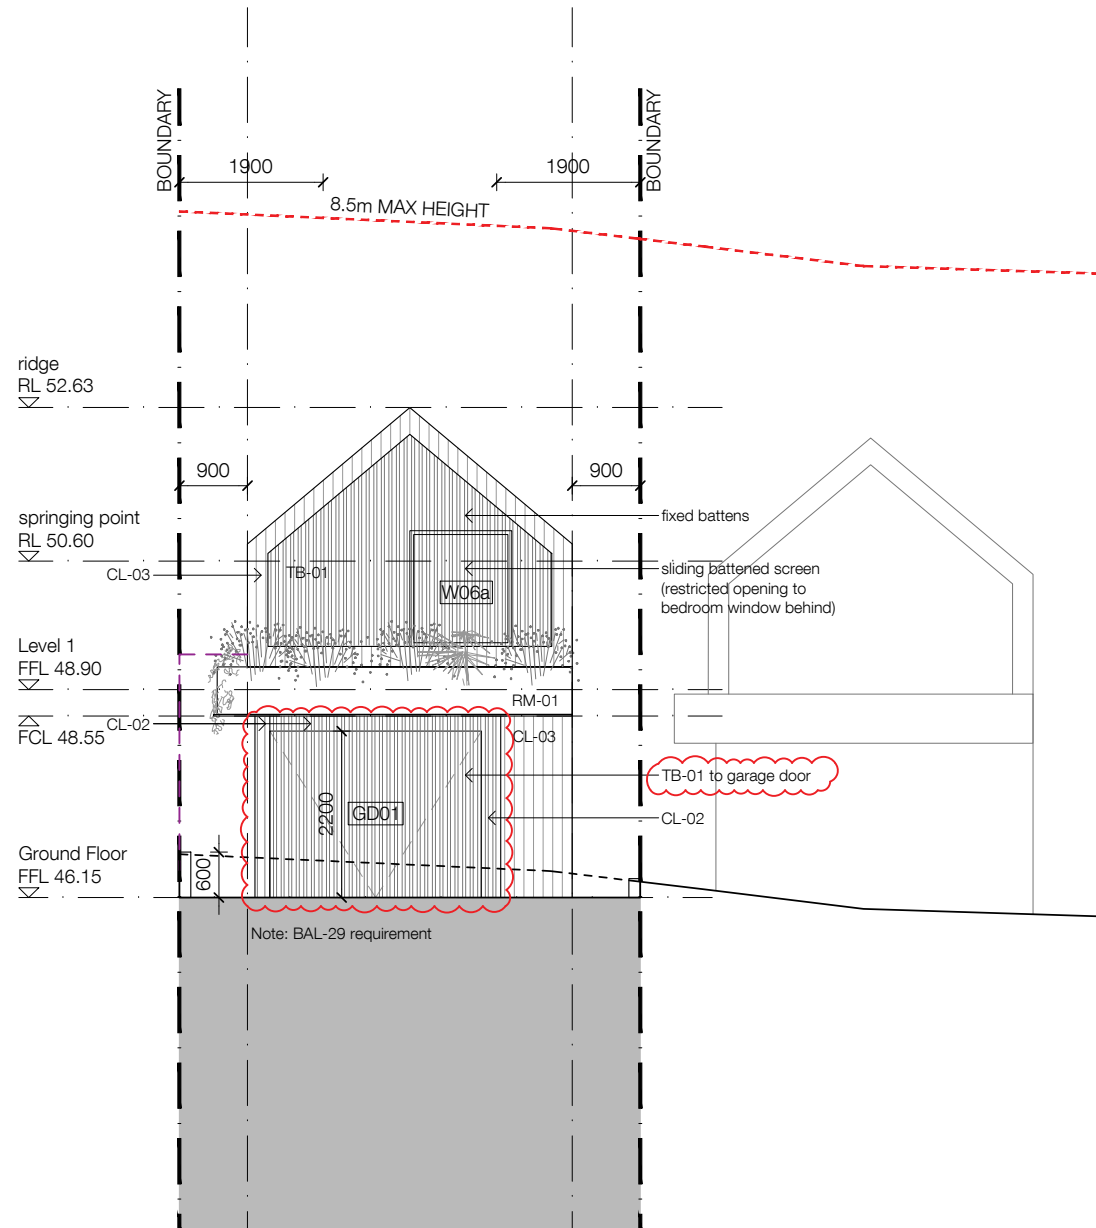 BOUNDARY
BOUNDARY
1900
1900
8.5m MAX HEIGHT
ridge
RL 52.63
900
900
springing point
RL 50.60
fixed battens
CL-03
TB-01
sliding battened screen
(restricted opening to
bedroom window behind)
W06a
Level 1
FFL 48.90
RM-01
CL-02
FCL 48.55
CL-03
TB-01 to garage door
2200
GD01
CL-02
Ground Floor
FFL 46.15
600
Note: BAL-29 requirement